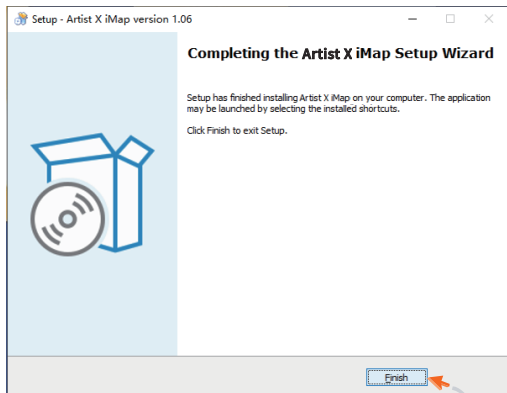 Setup - Artist X iMap version 1.06
Completing the Artist X iMap Setup Wizard
Setup has finished installing Artist X iMap on your computer. The application
may be launched by selecting the installed shortcuts.
Click Finish to exit Setup.
Finish